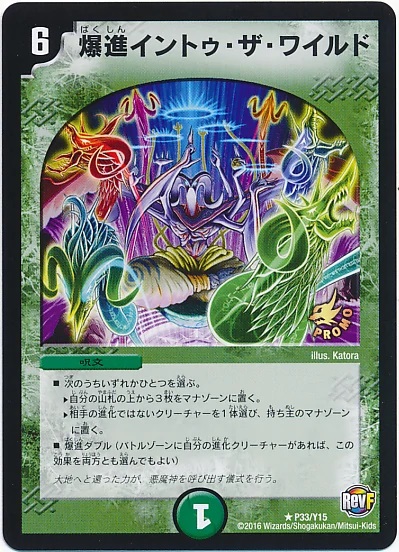 6
ばくしん
爆進イントゥ・ザ・ワイルド
PROMO
illus. Katora
呪文
■ 次のうちいずれかひとつを選ぶ。
▶自分の山札の上から3枚をマナゾーンに置く。
▶相手の進化ではないクリーチャーを1体選び、持ち主のマナゾーンに置く。
■ 爆進ダブル(バトルゾーンに自分の進化クリーチャーがあれば、この効果を両方とも選んでもよい)
大地へと還った力が、悪魔神を呼び出す儀式を行う。
1
RevF
★P33/Y15
©2016 Wizards/Shogakukan/Mitsui-Kids